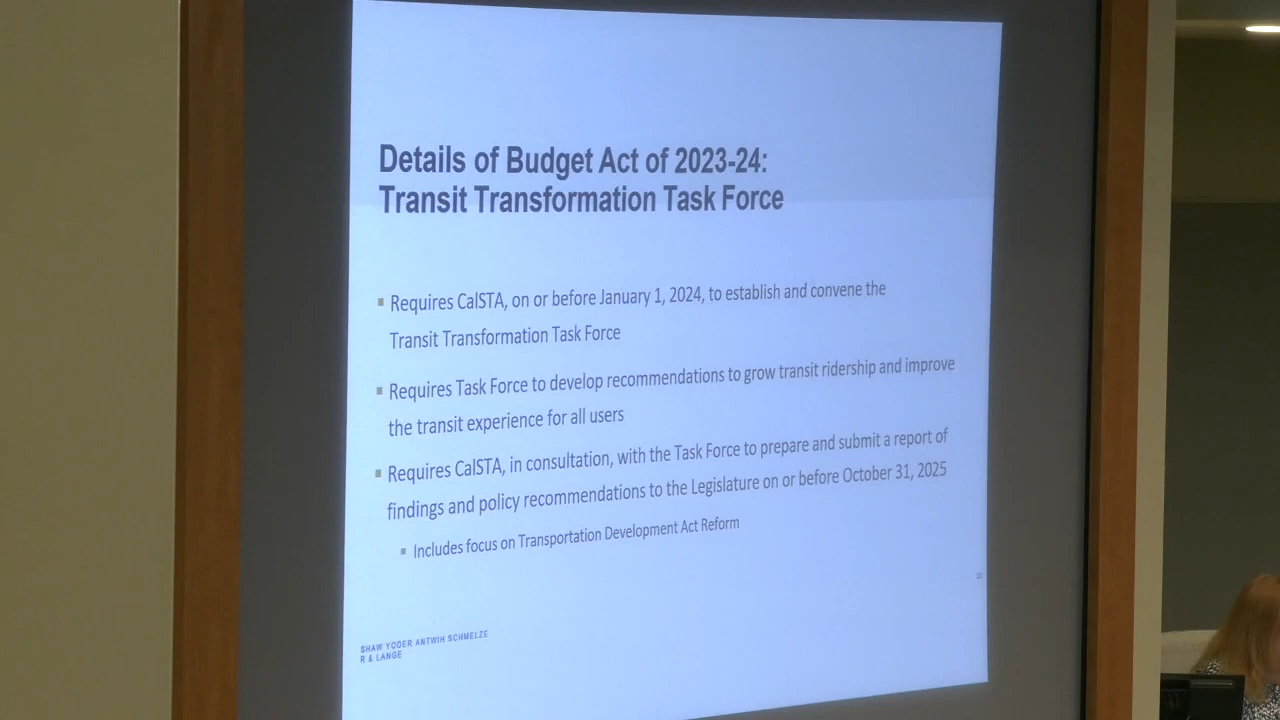 Details of Budget Act of 2023-24:
Transit Transformation Task Force
▪ Requires CalSTA, on or before January 1, 2024, to establish and convene the
Transit Transformation Task Force
▪ Requires Task Force to develop recommendations to grow transit ridership and improve
the transit experience for all users
▪ Requires CalSTA, in consultation, with the Task Force to prepare and submit a report of
findings and policy recommendations to the Legislature on or before October 31, 2025
▪ Includes focus on Transportation Development Act Reform
SHAW YODER ANTWIH SCHMELZE
R & LANGE